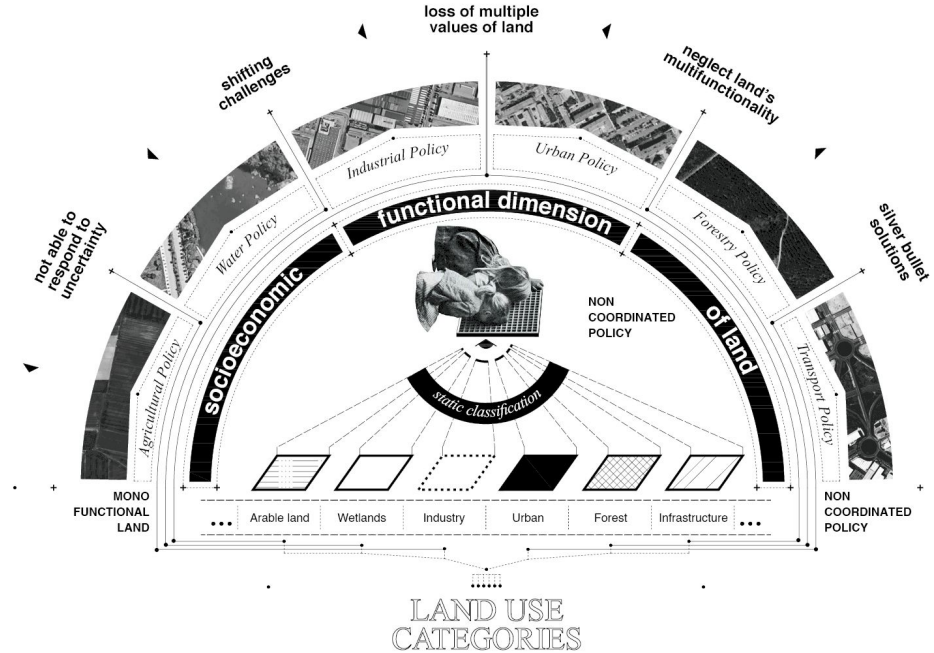 loss of multiple
values of land
shifting
challenges
neglect land's
multifunctionality
not able to
respond to
uncertainty
silver bullet
solutions
Agricultural Policy
Water Policy
Industrial Policy
Urban Policy
Forestry Policy
Transport Policy
socioeconomic
functional dimension
of land
NON
COORDINATED
POLICY
static classification
MONO
FUNCTIONAL
LAND
NON
COORDINATED
POLICY
... Arable land Wetlands Industry Urban Forest Infrastructure ...
LAND USE
CATEGORIES